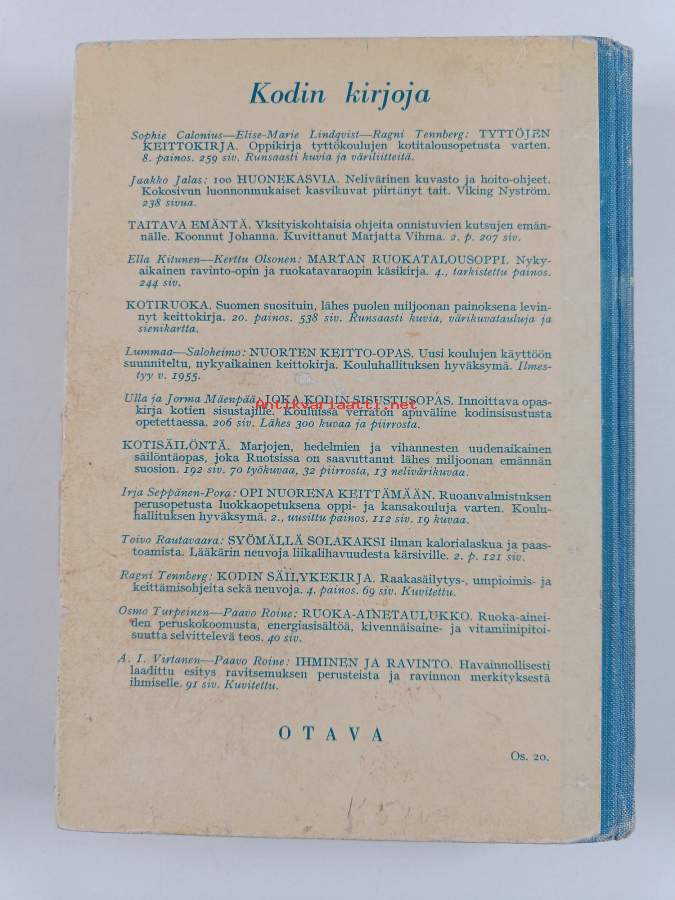 Kodin kirjoja
Sophie Calonius—Elise-Marie Lindqvist—Ragni Tennberg: TYTTÖJEN
KEITTOKIRJA. Oppikirja tyttökoulujen kotitalousopetusta varten.
8. painos. 259 siv. Runsaasti kuvia ja väriliitteitä.
Jaakko Jalas: 100 HUONEKASVIA. Nelivärinen kuvasto ja hoito-ohjeet.
Kokosivun luonnonmukaiset kasvikuvat piirtänyt tait. Viking Nyström.
238 sivua.
TAITAVA EMÄNTÄ. Yksityiskohtaisia ohjeita onnistuvien kutsujen emän-
nälle. Koonnut Johanna. Kuvittanut Marjatta Vihma. 2. p. 207 siv.
Ella Kitunen—Kerttu Olsonen: MARTAN RUOKATALOUSOPPI. Nyky-
aikainen ravinto-opin ja ruokatavaraopin käsikirja. 4., tarkistettu painos.
244 siv.
KOTIRUOKA. Suomen suosituin, lähes puolen miljoonan painoksena levin-
nyt keittokirja. 20. painos. 538 siv. Runsaasti kuvia, värikuvatauluja ja
sienikartta.
Lummaa—Saloheimo: NUORTEN KEITTO-OPAS. Uusi koulujen käyttöön
suunniteltu, nykyaikainen keittokirja. Kouluhallituksen hyväksymä. Ilmes-
tyy v. 1955.
Ulla ja Jorma Mäenpää: JOKA KODIN SISUSTUSOPAS. Innoittava opas-
Antikvariaatti.net
kirja kotien sisustajille. Kouluissa verraton apuväline kodinsisustusta
opetettaessa. 206 siv. Lähes 300 kuvaa ja piirrosta.
KOTISÄILÖNTÄ. Marjojen, hedelmien ja vihannesten uudenaikainen
säilöntäopas, joka Ruotsissa on saavuttanut lähes miljoonan emännän
suosion. 192 siv. 70 työkuvaa, 32 piirrosta, 13 nelivärikuvaa.
Irja Seppänen-Pora: OPI NUORENA KEITTÄMÄÄN. Ruoanvalmistuksen
perusopetusta luokkaopetuksena oppi- ja kansakouluja varten. Koulu-
hallituksen hyväksymä. 2., uusittu painos. 112 siv. 19 kuvaa.
Toivo Rautavaara: SYÖMÄLLÄ SOLAKAKSI ilman kalorialaskua ja paas-
toamista. Lääkärin neuvoja liikalihavuudesta kärsiville. 2. p. 121 siv.
Ragni Tennberg: KODIN SÄILYKEKIRJA. Raakasäilytys-, umpioimis- ja
keittämisohjeita sekä neuvoja. 4. painos. 69 siv. Kuvitettu.
Osmo Turpeinen—Paavo Roine: RUOKA-AINETAULUKKO. Ruoka-ainei-
den peruskokoomusta, energiasisältöä, kivennäisaine- ja vitamiinipitoi-
suutta selvittelevä teos. 40 siv.
A. I. Virtanen—Paavo Roine: IHMINEN JA RAVINTO. Havainnollisesti
laadittu esitys ravitsemuksen perusteista ja ravinnon merkityksestä
ihmiselle. 91 siv. Kuvitettu.
OTAVA
Os. 20.